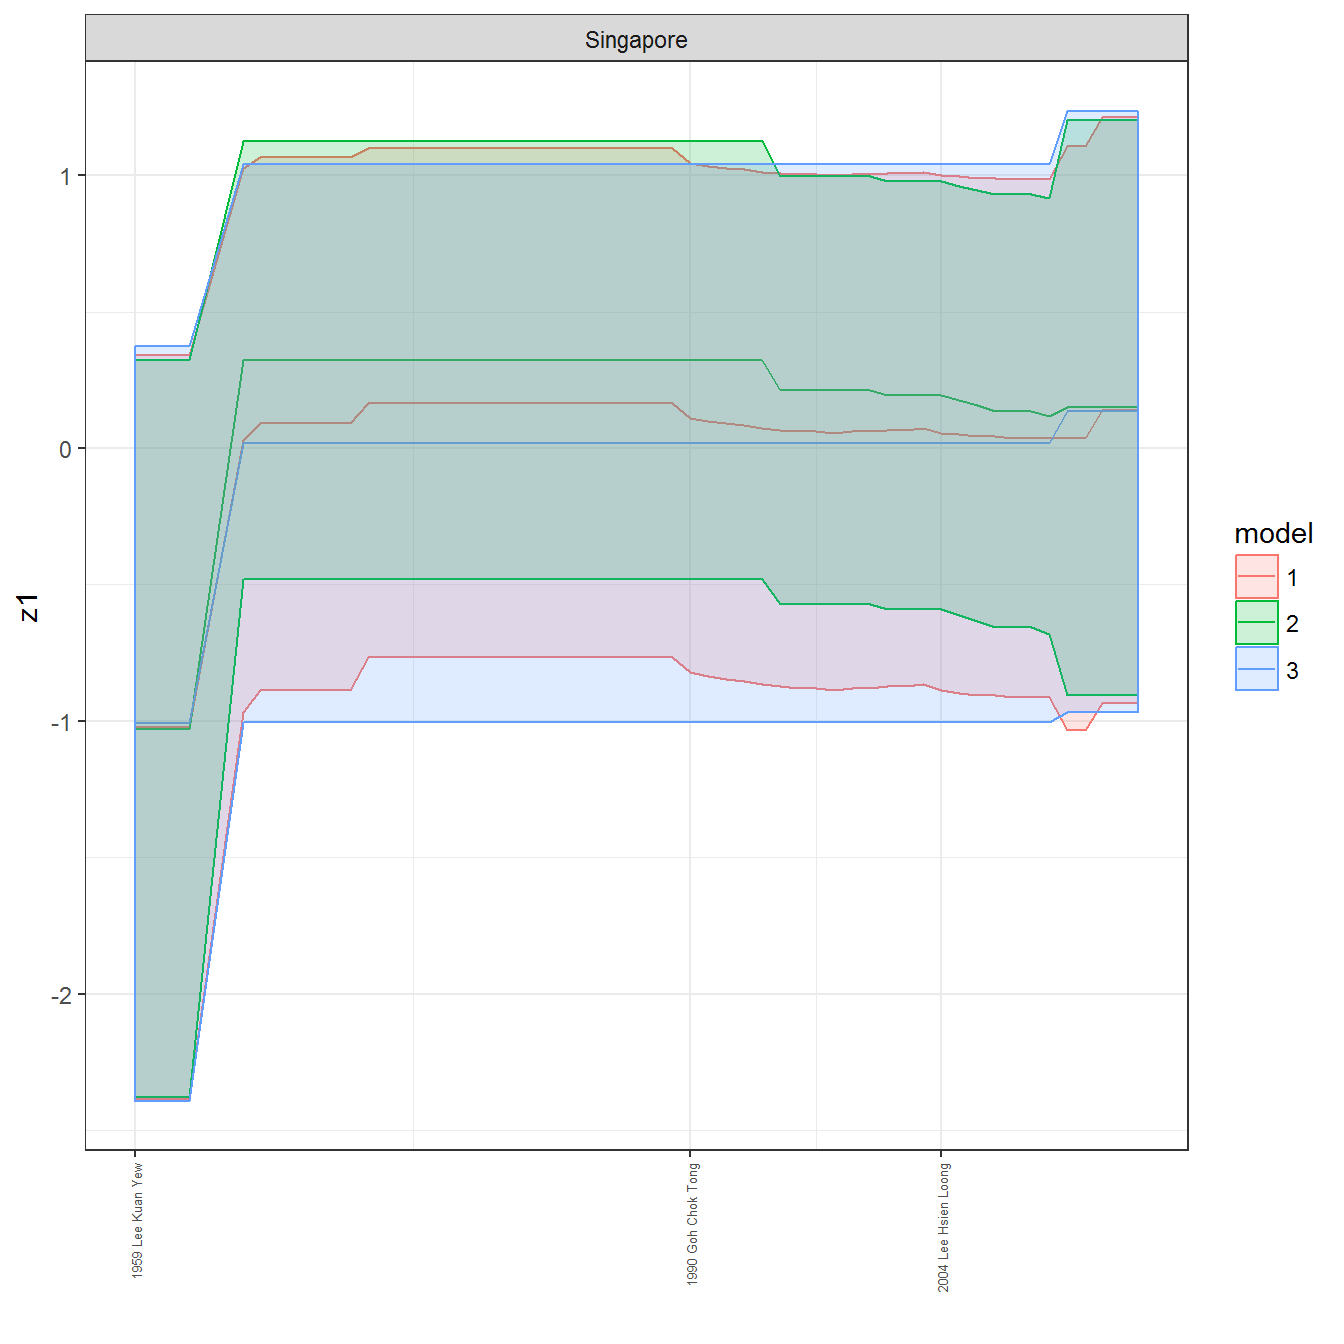 Singapore
z1
1
0
-1
-2
1959 Lee Kuan Yew
1990 Goh Chok Tong
2004 Lee Hsien Loong
model
1
2
3